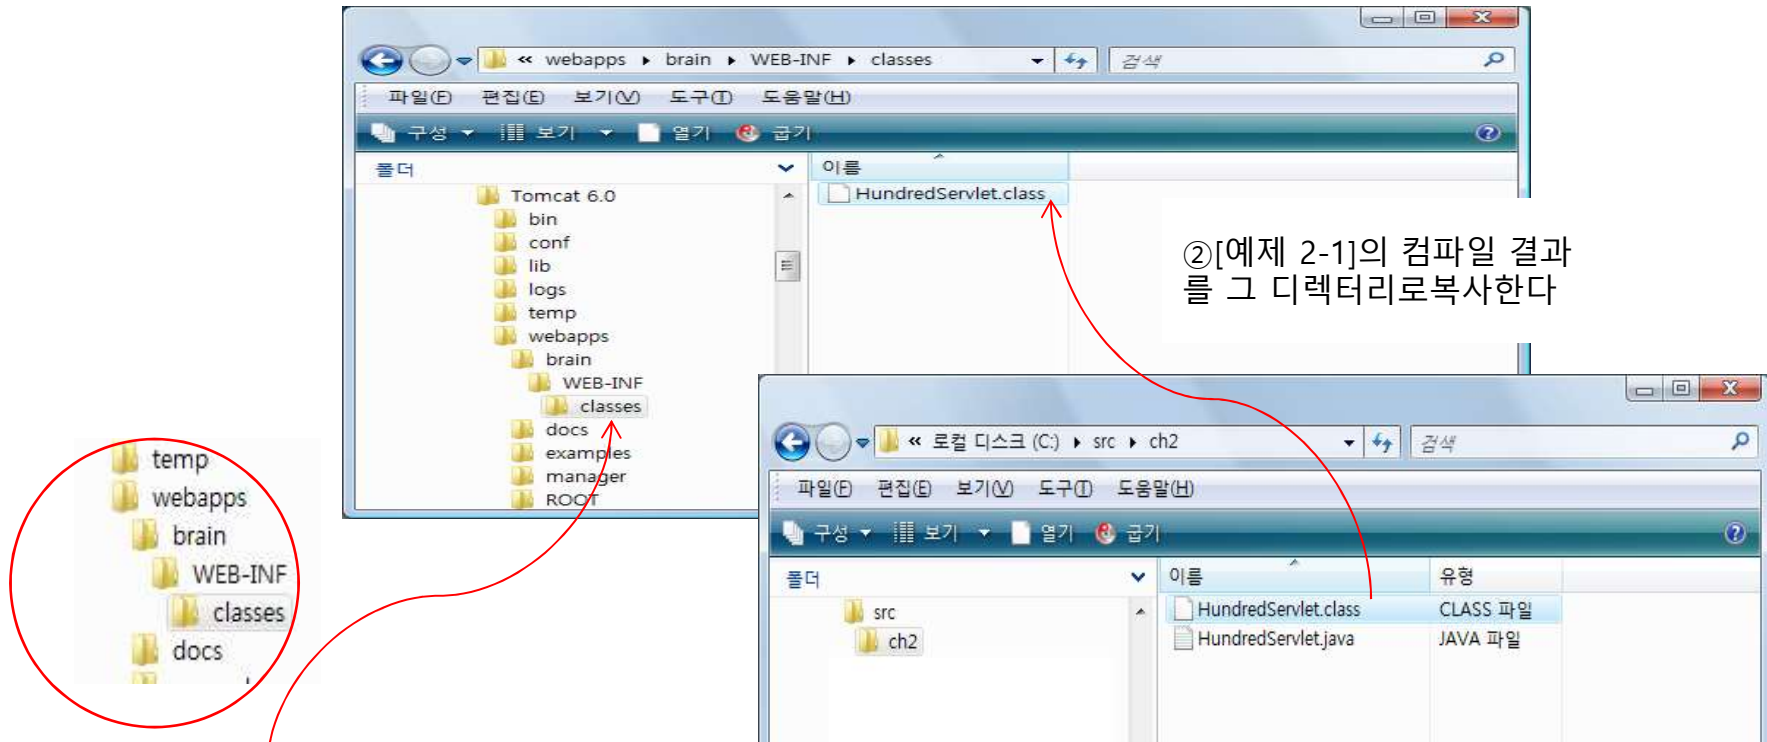 « webapps ▸ brain ▸ WEB-INF ▸ classes
검색
파일(F) 편집(E) 보기(V) 도구(T) 도움말(H)
구성 보기 열기 굽기
폴더
이름
Tomcat 6.0
HundredServlet.class
bin
conf
lib
logs
temp
webapps
brain
WEB-INF
classes
docs
examples
manager
ROOT
②[예제 2-1]의 컴파일 결과
를 그 디렉터리로복사한다
temp
webapps
brain
WEB-INF
classes
docs
« 로컬 디스크 (C:) ▸ src ▸ ch2
검색
파일(F) 편집(E) 보기(V) 도구(T) 도움말(H)
구성 보기 열기 굽기
폴더
이름 유형
src
ch2
HundredServlet.class CLASS 파일
HundredServlet.java JAVA 파일